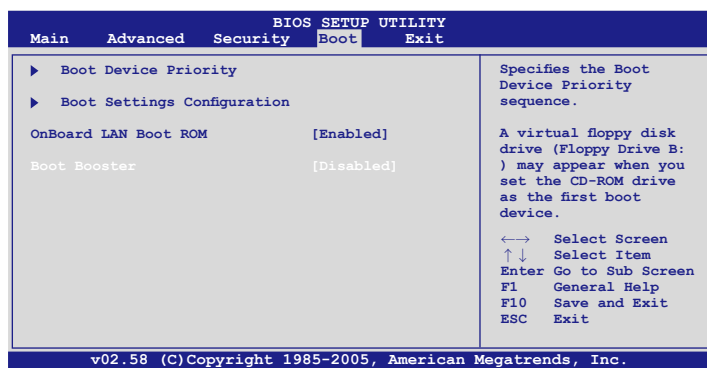 BIOS SETUP UTILITY
Main Advanced Security Boot Exit
Boot Device Priority
Boot Settings Configuration
OnBoard LAN Boot ROM [Enabled]
Boot Booster [Disabled]
Specifies the Boot
Device Priority
sequence.
A virtual floppy disk
drive (Floppy Drive B:
) may appear when you
set the CD-ROM drive
as the first boot
device.
←→ Select Screen
↑↓ Select Item
Enter Go to Sub Screen
F1 General Help
F10 Save and Exit
ESC Exit
v02.58 (C)Copyright 1985-2005, American Megatrends, Inc.